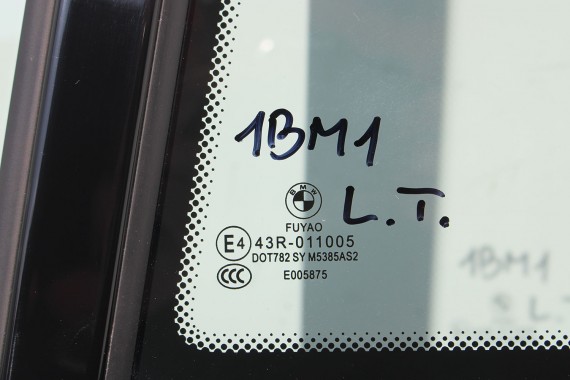 1BM1
L.T.
BMW
FUYAO
E4 43R-011005
DOT782 SY M5385AS2
CCC E005875
1BM1
L.T